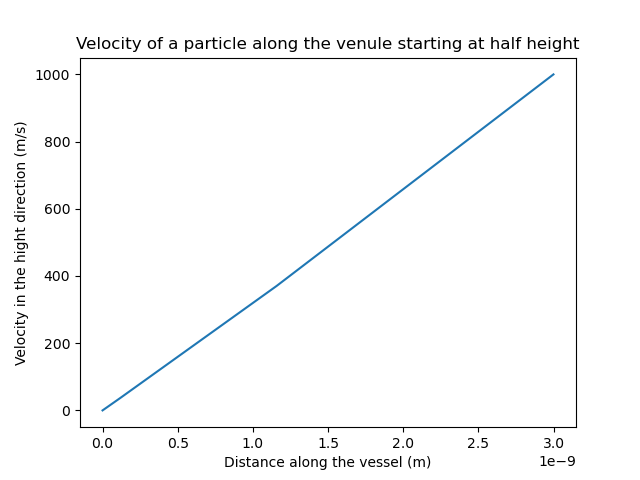 Velocity of a particle along the venule starting at half height
Velocity in the hight direction (m/s)
1000
800
600
400
200
0
0.0 0.5 1.0 1.5 2.0 2.5 3.0
1e−9
Distance along the vessel (m)